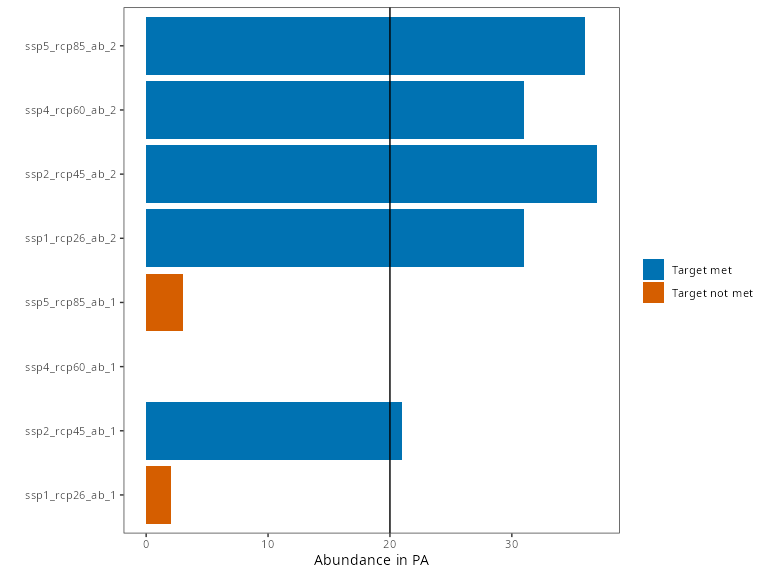 ssp5_rcp85_ab_2
ssp4_rcp60_ab_2
ssp2_rcp45_ab_2
ssp1_rcp26_ab_2
ssp5_rcp85_ab_1
ssp4_rcp60_ab_1
ssp2_rcp45_ab_1
ssp1_rcp26_ab_1
0 10 20 30
Abundance in PA
Target met
Target not met